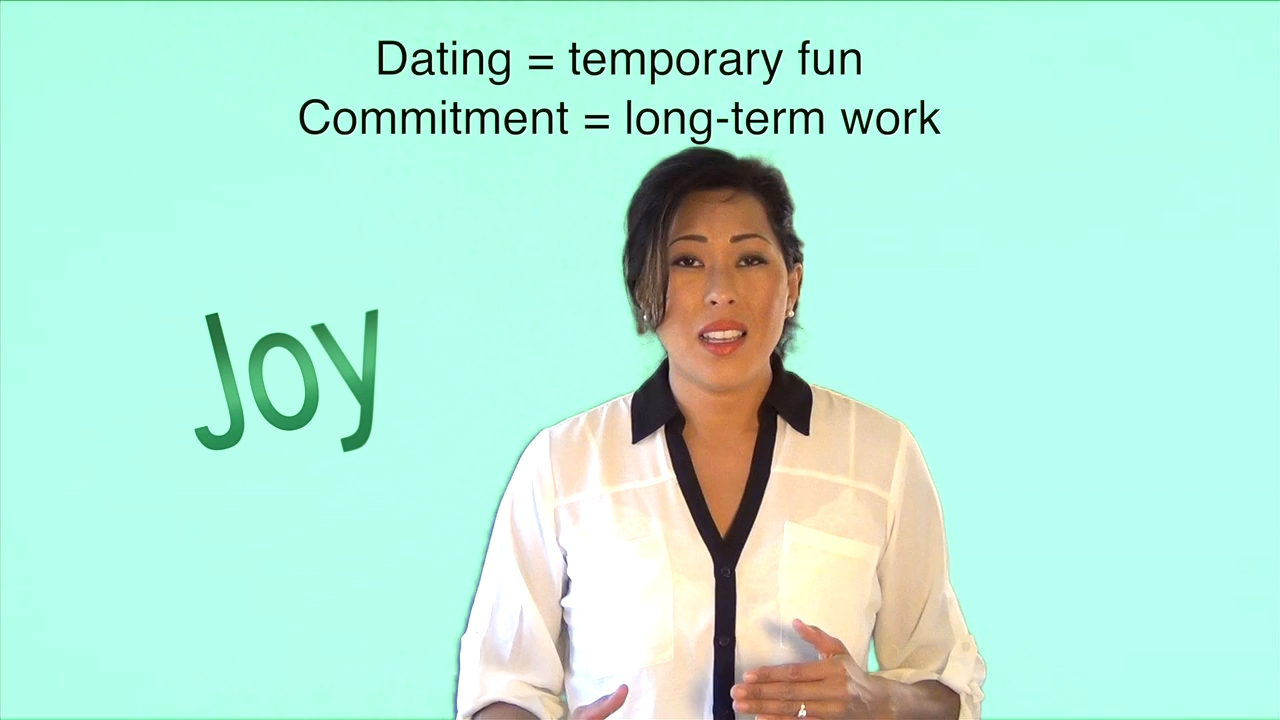 Dating = temporary fun
Commitment = long-term work
Joy